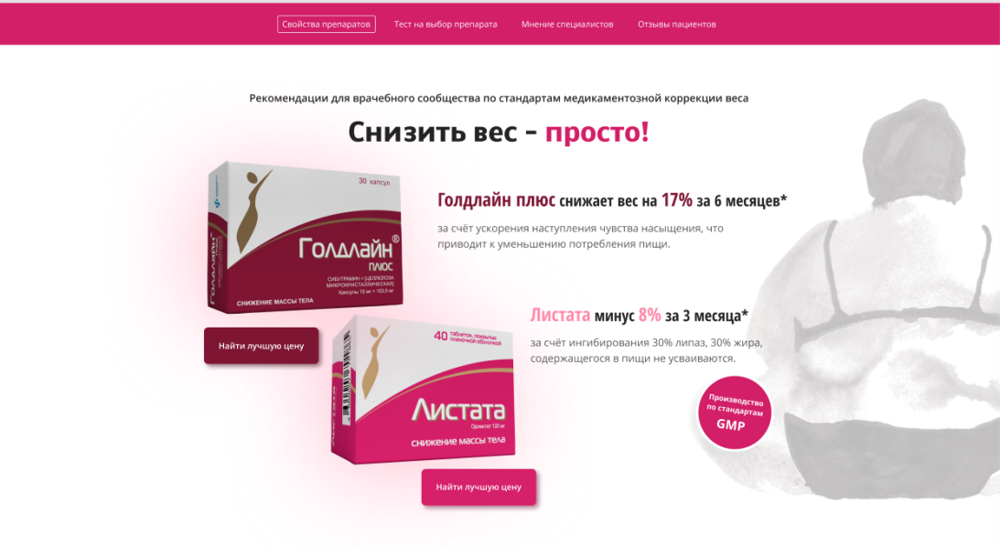 Свойства препаратов
Тест на выбор препарата
Мнение специалистов
Отзывы пациентов
Рекомендации для врачебного сообщества по стандартам медикаментозной коррекции веса
Снизить вес – просто!
30 капсул
Голдлайн®
плюс
СИБУТРАМИН + [ЦЕЛЛЮЛОЗА
МИКРОКРИСТАЛЛИЧЕСКАЯ]
Капсулы 15 мг + 153,5 мг
СНИЖЕНИЕ МАССЫ ТЕЛА
Голдлайн плюс
Голдлайн плюс снижает вес на 17% за 6 месяцев*
за счёт ускорения наступления чувства насыщения, что
приводит к уменьшению потребления пищи.
Найти лучшую цену
Листата минус 8% за 3 месяца*
за счёт ингибирования 30% липаз, 30% жира,
содержащегося в пищи не усваиваются.
40 таблеток, покрытых
пленочной оболочкой
Листата
Орлистат 120 мг
СНИЖЕНИЕ МАССЫ ТЕЛА
Листата
Производство
по стандартам
GMP
Найти лучшую цену